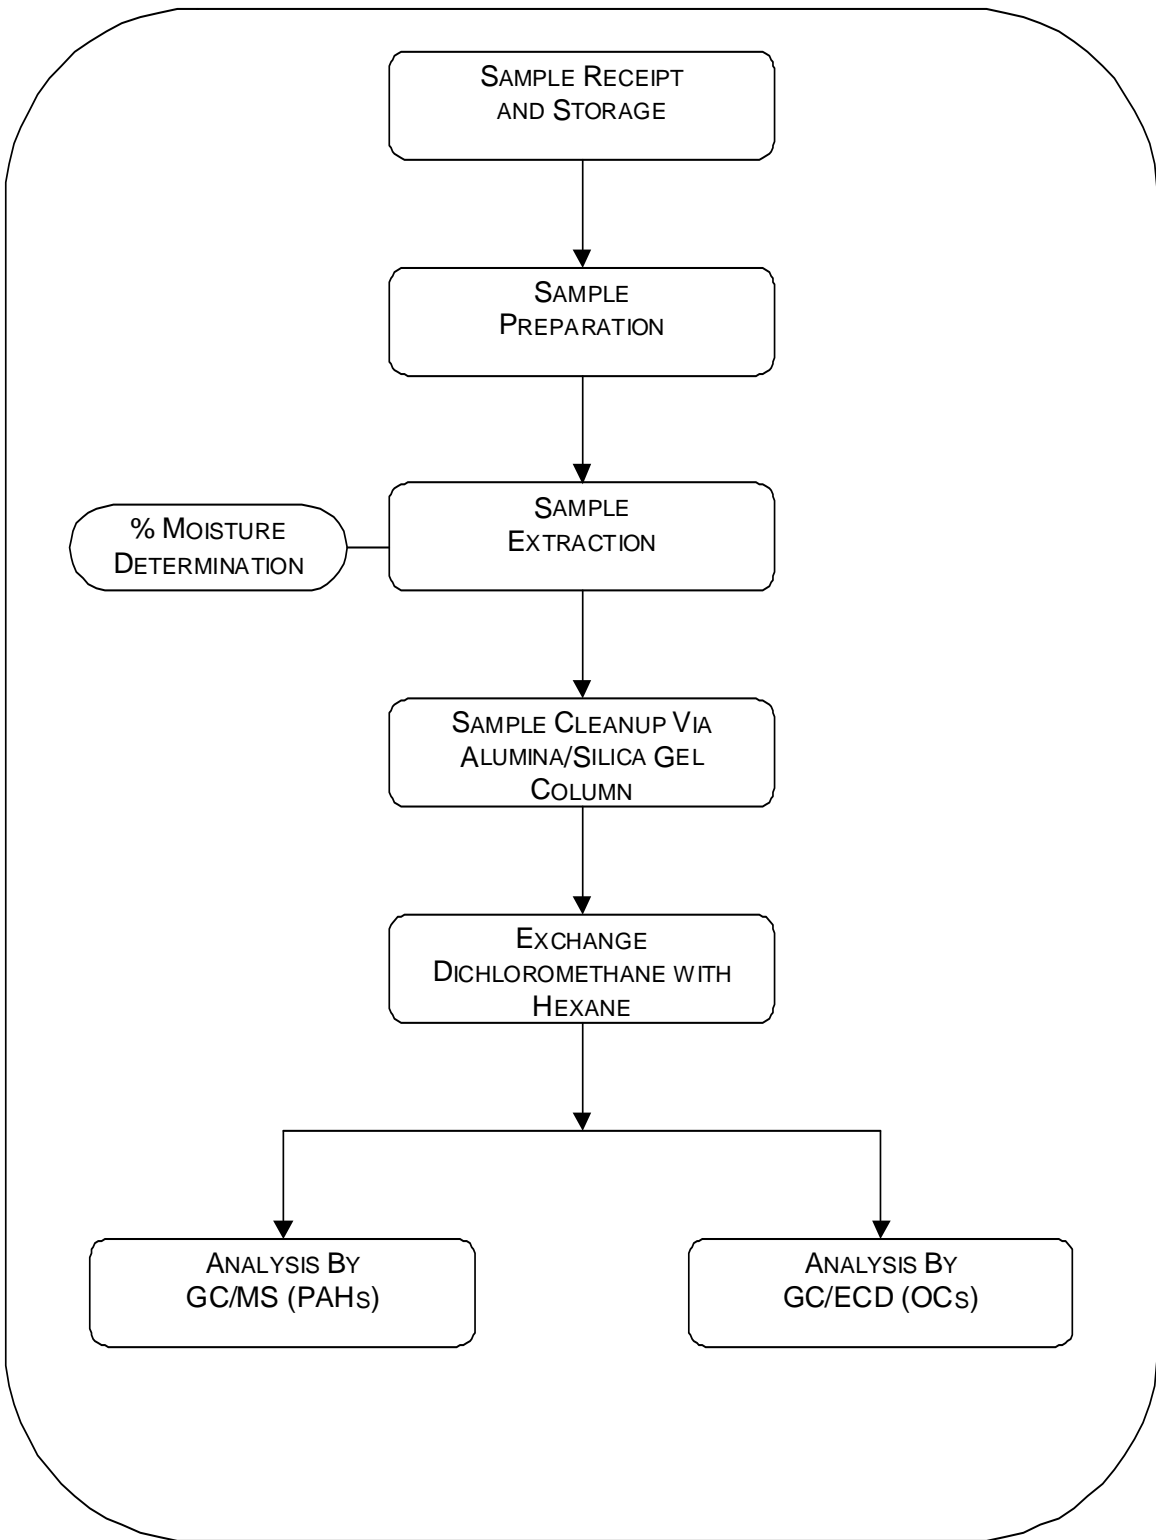 SAMPLE RECEIPT
AND STORAGE
SAMPLE
PREPARATION
% MOISTURE
DETERMINATION
SAMPLE
EXTRACTION
SAMPLE CLEANUP VIA
ALUMINA/SILICA GEL
COLUMN
EXCHANGE
DICHLOROMETHANE WITH
HEXANE
ANALYSIS BY
GC/MS (PAHS)
ANALYSIS BY
GC/ECD (OCS)